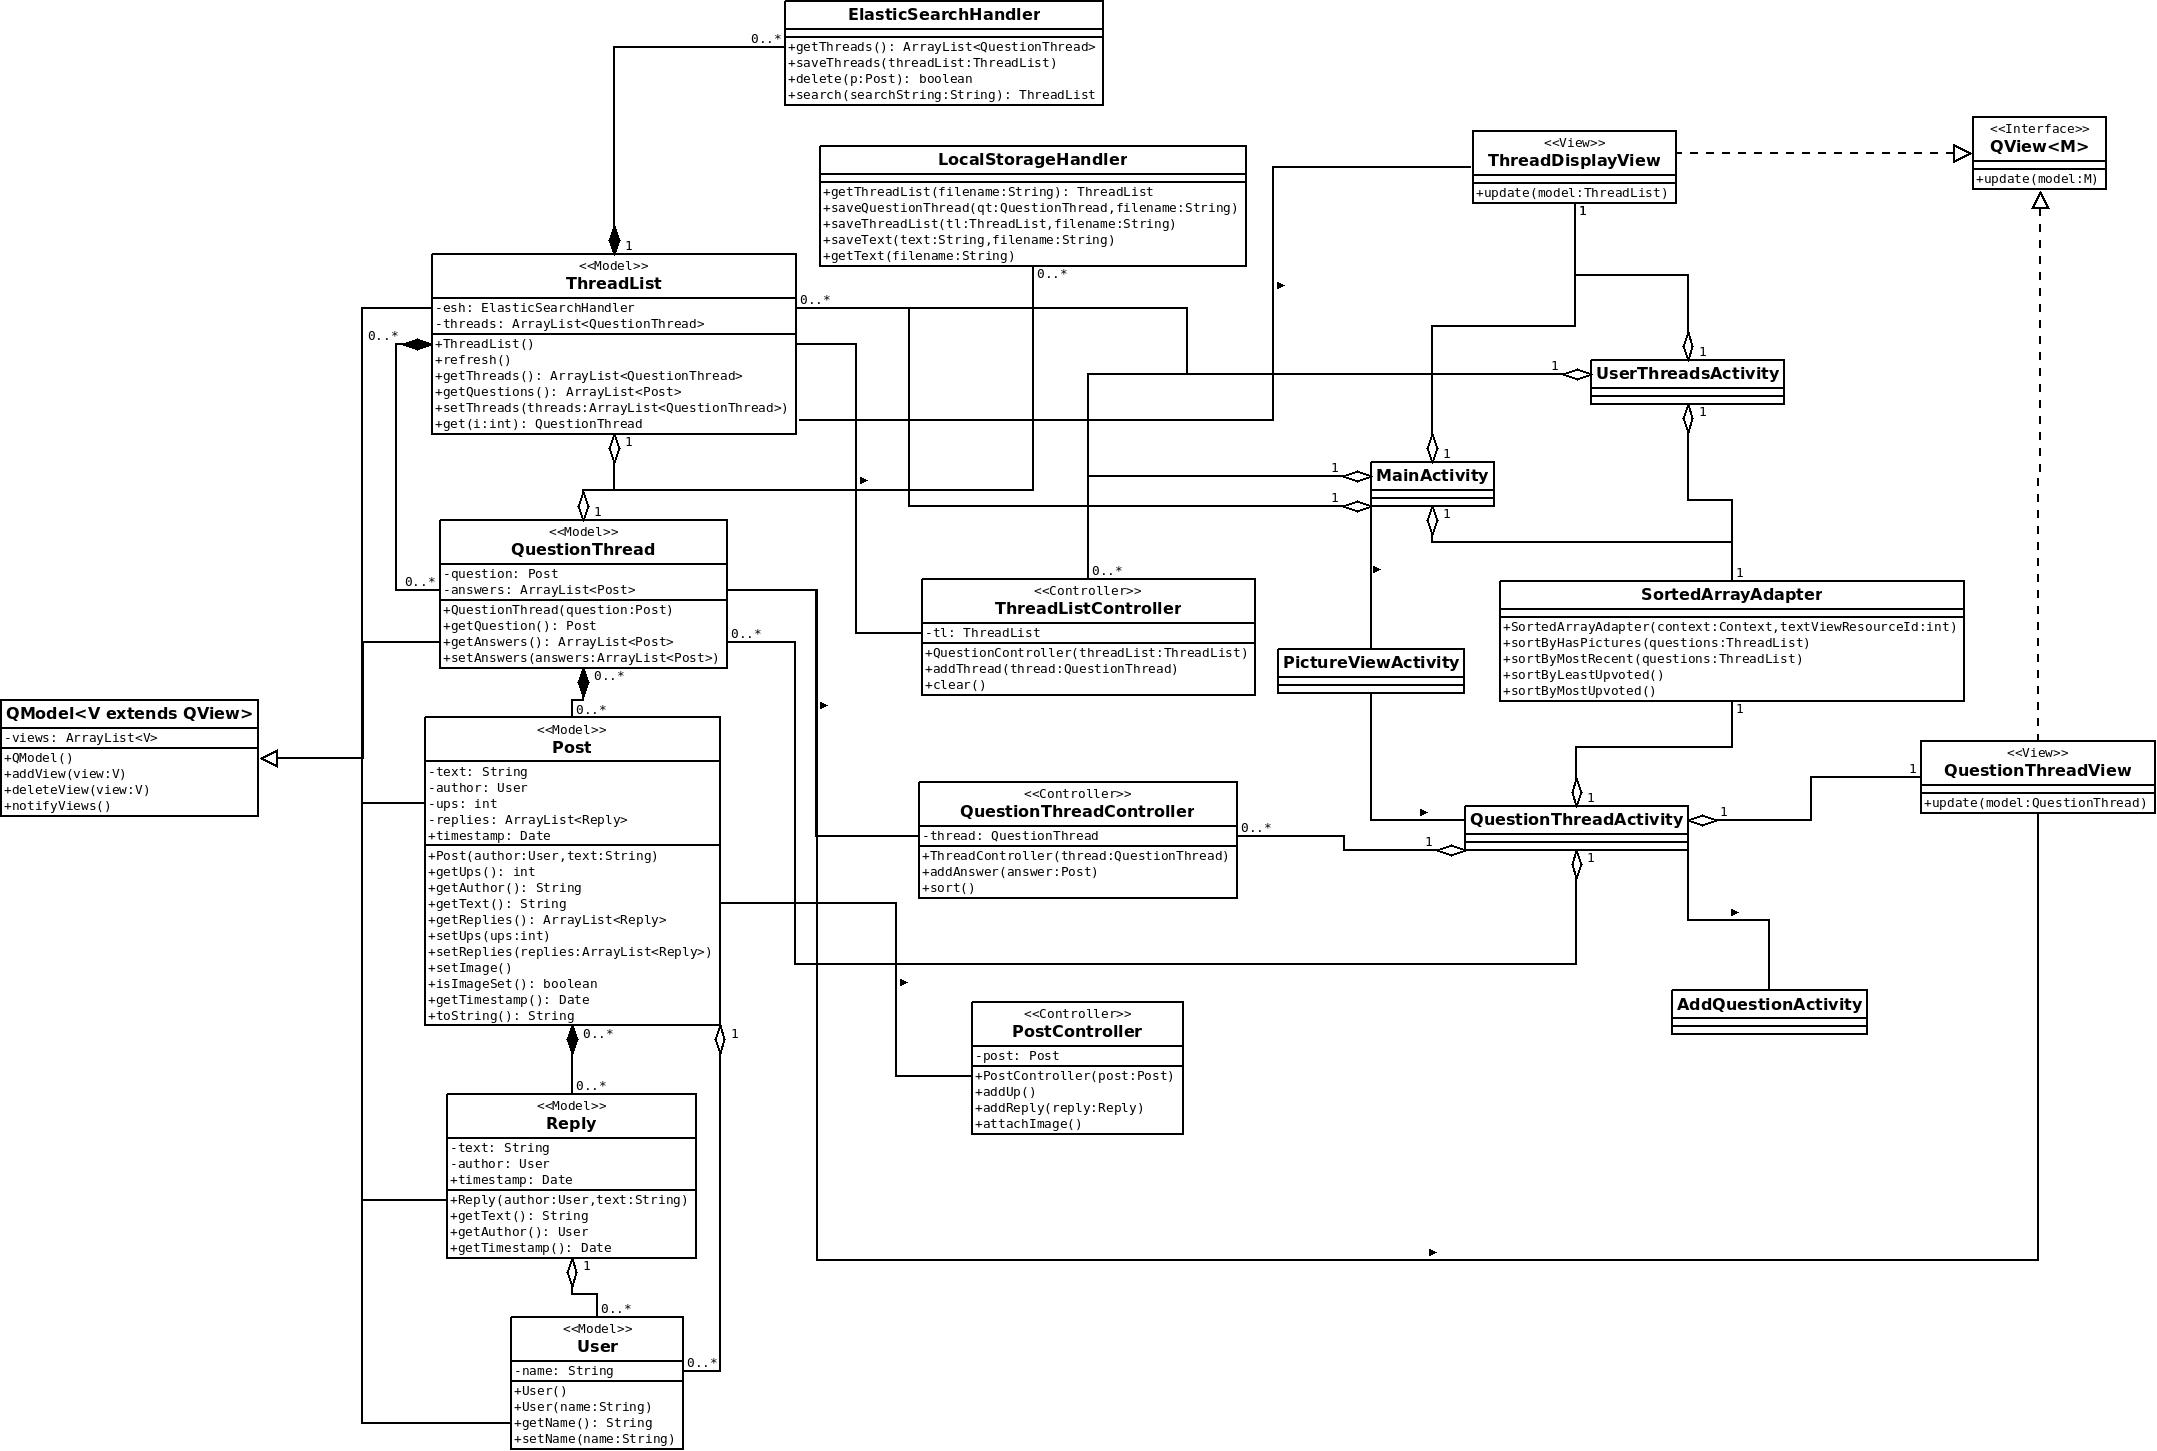 ElasticSearchHandler
+getThreads(): ArrayList<QuestionThread>
+saveThreads(threadList:ThreadList)
+delete(p:Post): boolean
+search(searchString:String): ThreadList
0..*
1
LocalStorageHandler
+getThreadList(filename:String): ThreadList
+saveQuestionThread(qt:QuestionThread,filename:String)
+saveThreadList(tl:ThreadList,filename:String)
+saveText(text:String,filename:String)
+getText(filename:String)
0..*
<<View>>
ThreadDisplayView
+update(model:ThreadList)
1
<<Interface>>
QView<M>
+update(model:M)
<<Model>>
ThreadList
-esh: ElasticSearchHandler
-threads: ArrayList<QuestionThread>
+ThreadList()
+refresh()
+getThreads(): ArrayList<QuestionThread>
+getQuestions(): ArrayList<Post>
+setThreads(threads:ArrayList<QuestionThread>)
+get(i:int): QuestionThread
0..*
0..*
1
1
1
UserThreadsActivity
1
1
MainActivity
1
1
1
<<Model>>
QuestionThread
-question: Post
-answers: ArrayList<Post>
+QuestionThread(question:Post)
+getQuestion(): Post
+getAnswers(): ArrayList<Post>
+setAnswers(answers:ArrayList<Post>)
1
0..*
0..*
0..*
0..*
<<Controller>>
ThreadListController
-tl: ThreadList
+QuestionController(threadList:ThreadList)
+addThread(thread:QuestionThread)
+clear()
0..*
PictureViewActivity
1
SortedArrayAdapter
+SortedArrayAdapter(context:Context,textViewResourceId:int)
+sortByHasPictures(questions:ThreadList)
+sortByMostRecent(questions:ThreadList)
+sortByLeastUpvoted()
+sortByMostUpvoted()
1
QModel<V extends QView>
-views: ArrayList<V>
+QModel()
+addView(view:V)
+deleteView(view:V)
+notifyViews()
<<Model>>
Post
-text: String
-author: User
-ups: int
-replies: ArrayList<Reply>
+timestamp: Date
+Post(author:User,text:String)
+getUps(): int
+getAuthor(): String
+getText(): String
+getReplies(): ArrayList<Reply>
+setUps(ups:int)
+setReplies(replies:ArrayList<Reply>)
+setImage()
+isImageSet(): boolean
+getTimestamp(): Date
+toString(): String
0..*
1
<<Controller>>
QuestionThreadController
-thread: QuestionThread
+ThreadController(thread:QuestionThread)
+addAnswer(answer:Post)
+sort()
0..*
1
1
QuestionThreadActivity
1
1
1
<<View>>
QuestionThreadView
+update(model:QuestionThread)
AddQuestionActivity
<<Controller>>
PostController
-post: Post
+PostController(post:Post)
+addUp()
+addReply(reply:Reply)
+attachImage()
0..*
<<Model>>
Reply
-text: String
-author: User
+timestamp: Date
+Reply(author:User,text:String)
+getText(): String
+getAuthor(): User
+getTimestamp(): Date
1
0..*
<<Model>>
User
-name: String
+User()
+User(name:String)
+getName(): String
+setName(name:String)
0..*